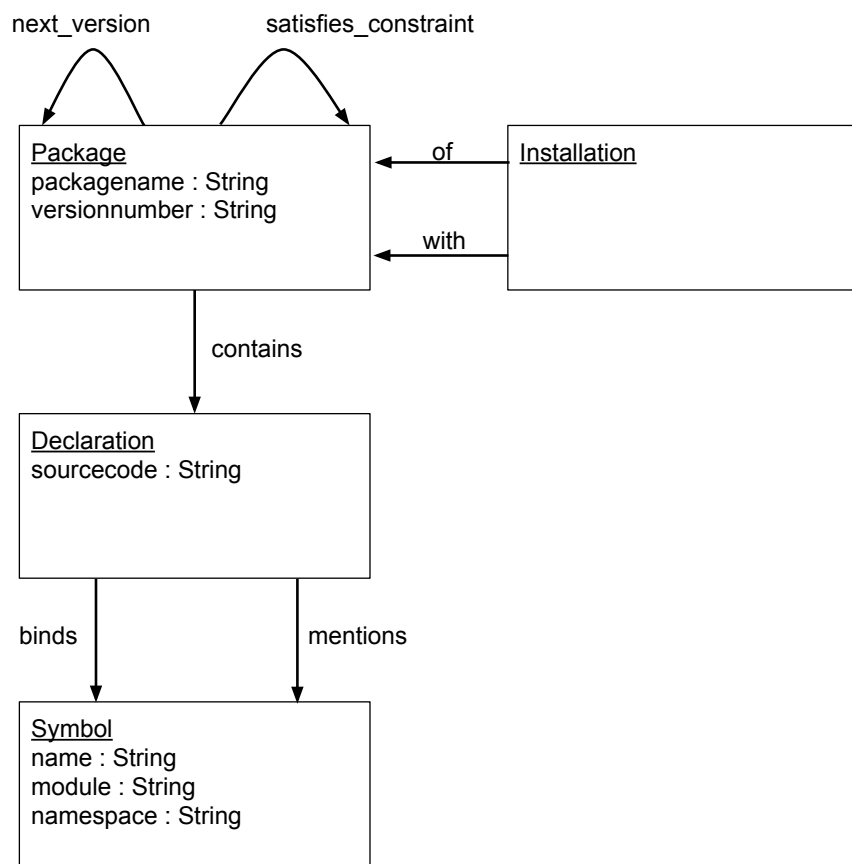 next_version
satisfies_constraint
Package
packagename : String
versionnumber : String
of
with
Installation
contains
Declaration
sourcecode : String
binds
mentions
Symbol
name : String
module : String
namespace : String